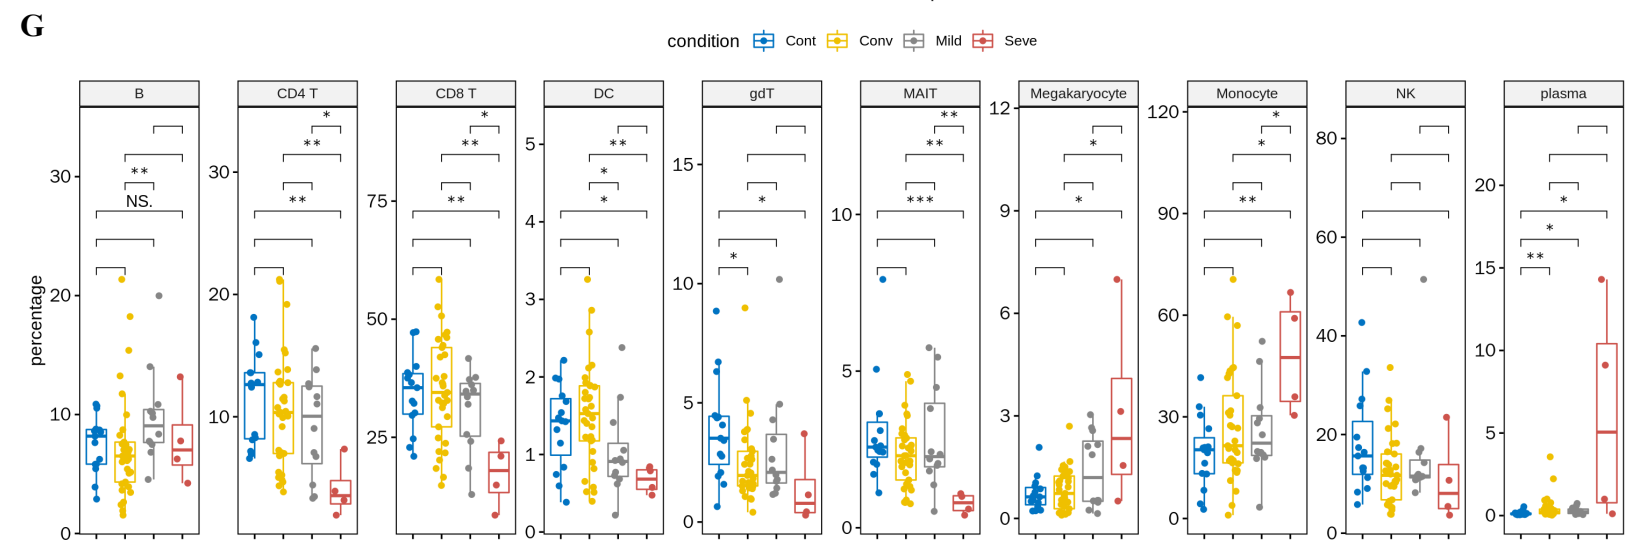 G
condition Cont Conv Mild Seve
B CD4 T CD8 T DC gdT MAIT Megakaryocyte Monocyte NK plasma
percentage
30 20 10 0
** NS.
30 20 10
* ** **
75 50 25
* ** **
5 4 3 2 1 0
** * *
15 10 5 0
* *
10 5 0
** ** ***
12 9 6 3 0
* *
120 90 60 30 0
* * **
80 60 40 20 0
20 15 10 5 0
* * **